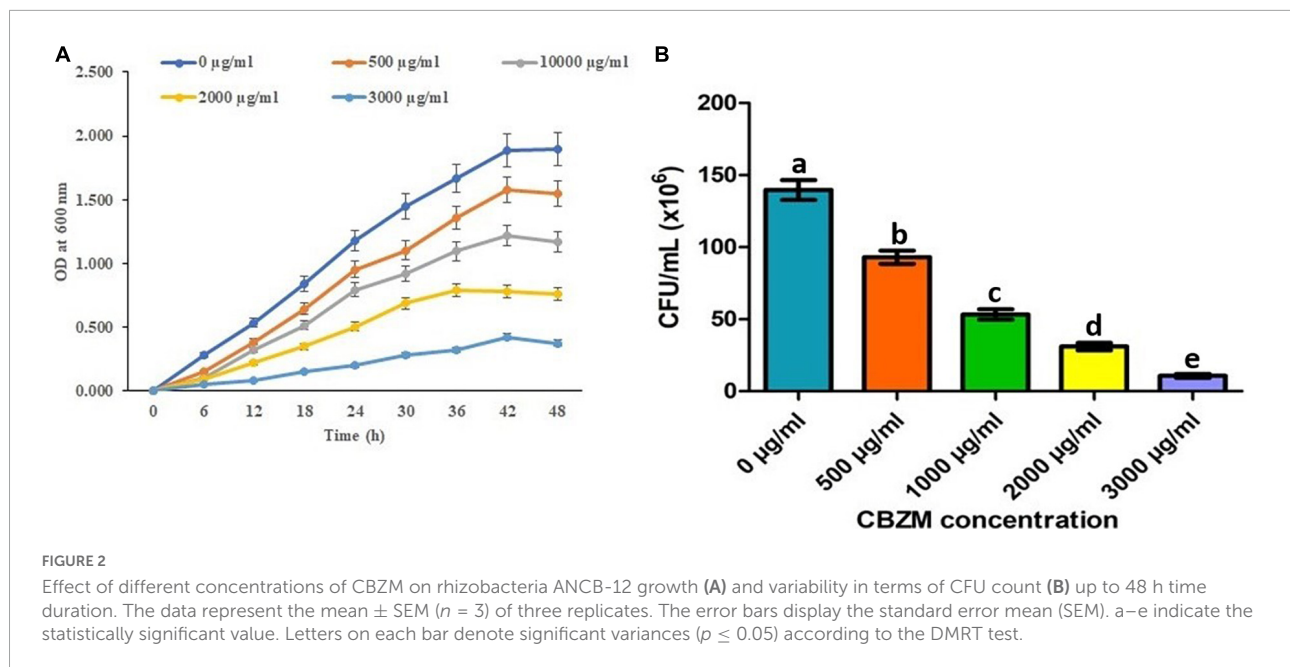 A
0 µg/ml 500 µg/ml 10000 µg/ml
2000 µg/ml 3000 µg/ml
2.500
2.000
1.500
1.000
0.500
0.000
OD at 600 nm
0 6 12 18 24 30 36 42 48
Time (h)
B
200
150
100
50
0
CFU/mL (x10⁶)
a
b
c
d
e
0 µg/ml
500 µg/ml
1000 µg/ml
2000 µg/ml
3000 µg/ml
CBZM concentration
FIGURE 2
Effect of different concentrations of CBZM on rhizobacteria ANCB-12 growth (A) and variability in terms of CFU count (B) up to 48 h time
duration. The data represent the mean ± SEM (n = 3) of three replicates. The error bars display the standard error mean (SEM). a–e indicate the
statistically significant value. Letters on each bar denote significant variances (p ≤ 0.05) according to the DMRT test.